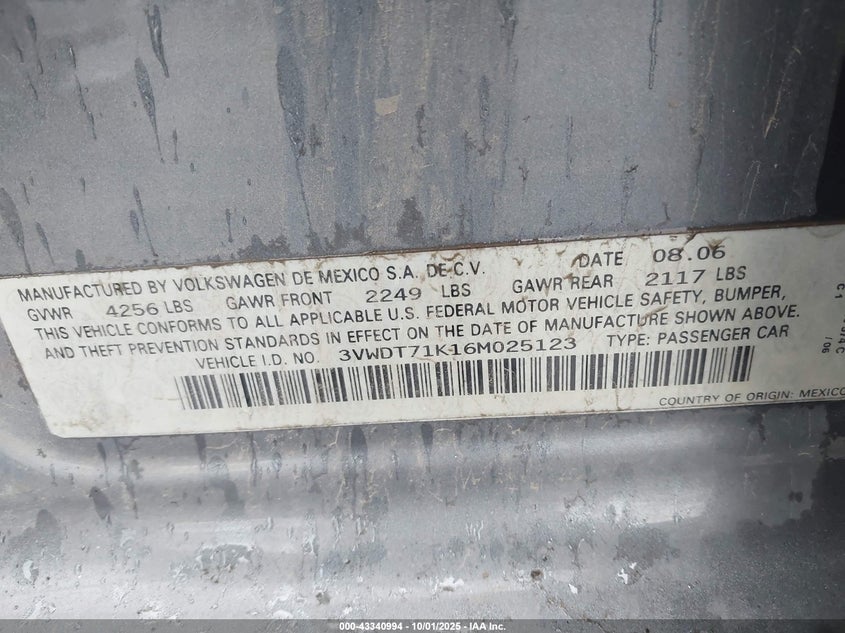 MANUFACTURED BY VOLKSWAGEN DE MEXICO S.A. DE C.V. DATE 08.06
GVWR 4256 LBS GAWR FRONT 2249 LBS GAWR REAR 2117 LBS
THIS VEHICLE CONFORMS TO ALL APPLICABLE U.S. FEDERAL MOTOR VEHICLE SAFETY, BUMPER,
AND THEFT PREVENTION STANDARDS IN EFFECT ON THE DATE OF MANUFACTURE SHOWN ABOVE.
VEHICLE I.D. NO. 3VWDT71K16M025123 TYPE: PASSENGER CAR
COUNTRY OF ORIGIN: MEXICO
000-43340994 - 10/01/2025 - IAA Inc.